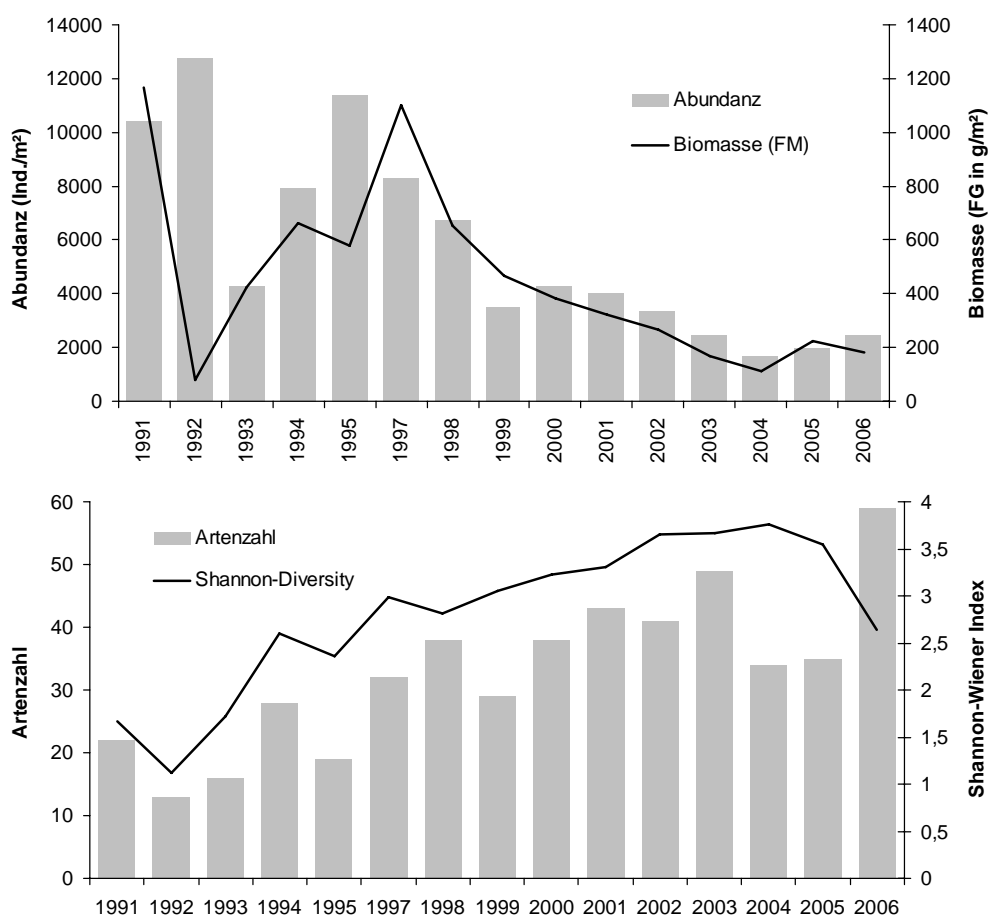 14000 1400
12000 1200
10000 1000
8000 800
6000 600
4000 400
2000 200
0 0
Abundanz (Ind./m²)
Biomasse (FG in g/m²)
Abundanz
Biomasse (FM)
1991 1992 1993 1994 1995 1997 1998 1999 2000 2001 2002 2003 2004 2005 2006
60 4
50 3,5
40 3
30 2,5
20 2
10 1,5
0 1
0,5
0
Artenzahl
Shannon-Wiener Index
Artenzahl
Shannon-Diversity
1991 1992 1993 1994 1995 1997 1998 1999 2000 2001 2002 2003 2004 2005 2006